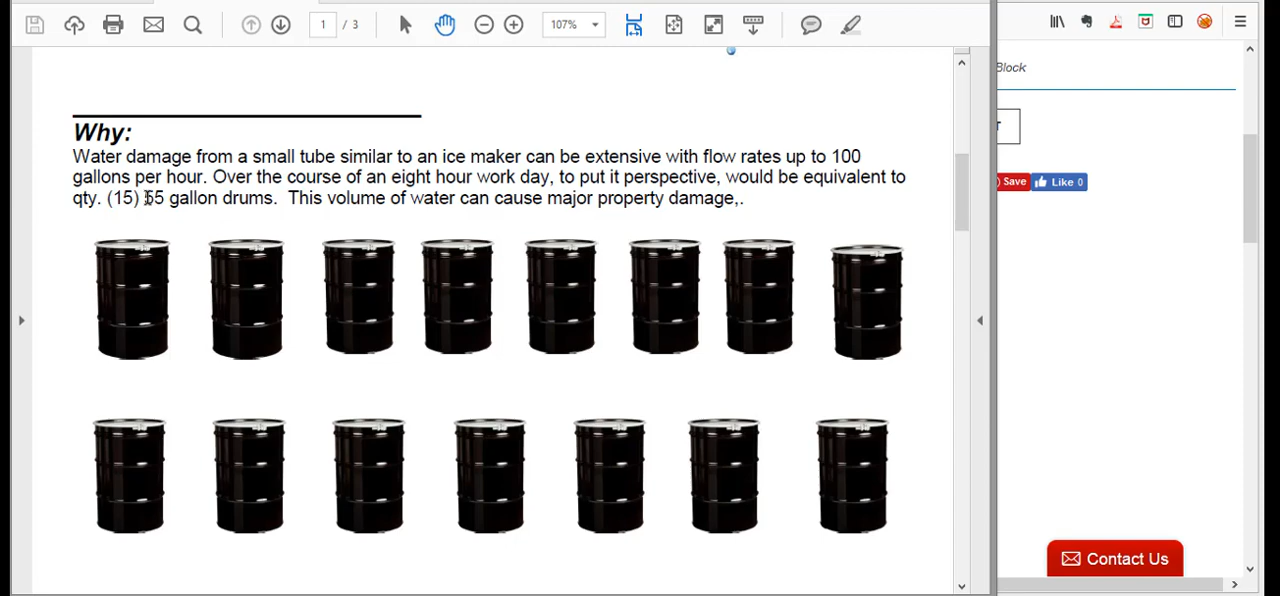 1 / 3
107%
Block
T
Why:
Water damage from a small tube similar to an ice maker can be extensive with flow rates up to 100
gallons per hour. Over the course of an eight hour work day, to put it perspective, would be equivalent to
qty. (15) 55 gallon drums.  This volume of water can cause major property damage,.
Save
Like 0
Contact Us